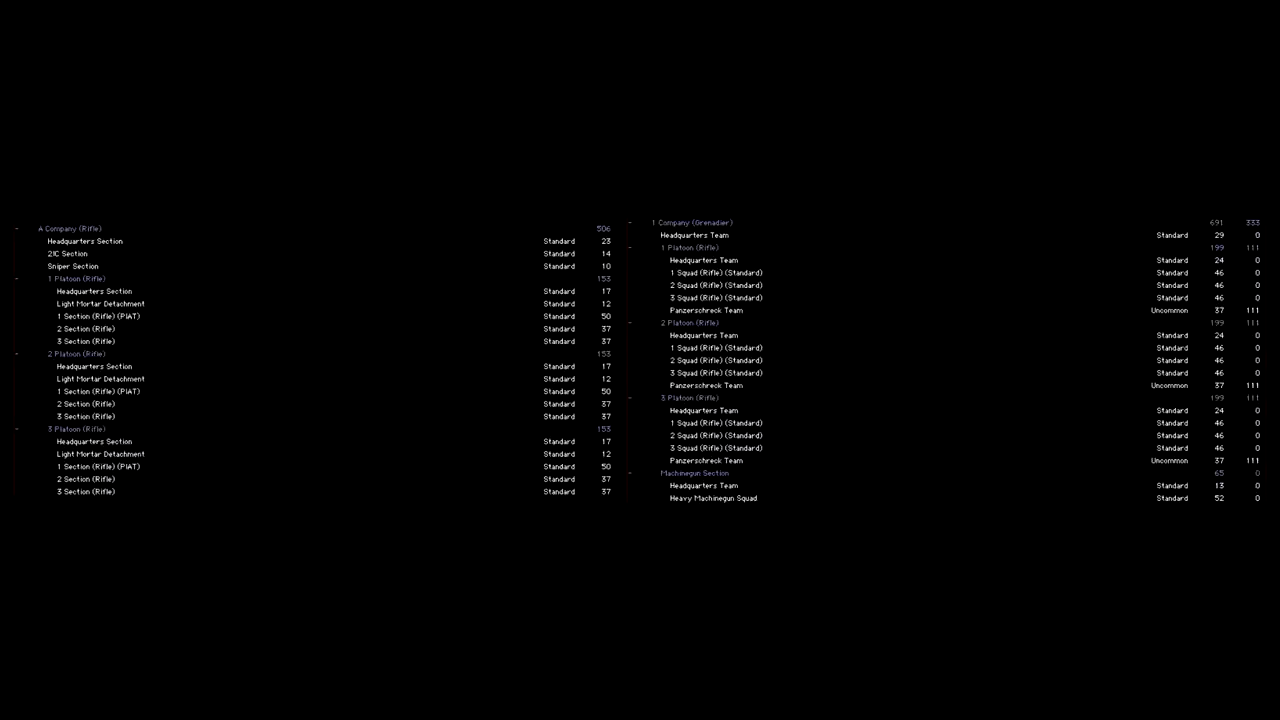 - A Company (Rifle) 506
Headquarters Section Standard 23
2IC Section Standard 14
Sniper Section Standard 10
- 1 Platoon (Rifle) 153
Headquarters Section Standard 17
Light Mortar Detachment Standard 12
1 Section (Rifle) (PIAT) Standard 50
2 Section (Rifle) Standard 37
3 Section (Rifle) Standard 37
- 2 Platoon (Rifle) 153
Headquarters Section Standard 17
Light Mortar Detachment Standard 12
1 Section (Rifle) (PIAT) Standard 50
2 Section (Rifle) Standard 37
3 Section (Rifle) Standard 37
- 3 Platoon (Rifle) 153
Headquarters Section Standard 17
Light Mortar Detachment Standard 12
1 Section (Rifle) (PIAT) Standard 50
2 Section (Rifle) Standard 37
3 Section (Rifle) Standard 37
- 1 Company (Grenadier) 691 333
Headquarters Team Standard 29 0
- 1 Platoon (Rifle) 199 111
Headquarters Team Standard 24 0
1 Squad (Rifle) (Standard) Standard 46 0
2 Squad (Rifle) (Standard) Standard 46 0
3 Squad (Rifle) (Standard) Standard 46 0
Panzerschreck Team Uncommon 37 111
- 2 Platoon (Rifle) 199 111
Headquarters Team Standard 24 0
1 Squad (Rifle) (Standard) Standard 46 0
2 Squad (Rifle) (Standard) Standard 46 0
3 Squad (Rifle) (Standard) Standard 46 0
Panzerschreck Team Uncommon 37 111
- 3 Platoon (Rifle) 199 111
Headquarters Team Standard 24 0
1 Squad (Rifle) (Standard) Standard 46 0
2 Squad (Rifle) (Standard) Standard 46 0
3 Squad (Rifle) (Standard) Standard 46 0
Panzerschreck Team Uncommon 37 111
- Machinegun Section 65 0
Headquarters Team Standard 13 0
Heavy Machinegun Squad Standard 52 0